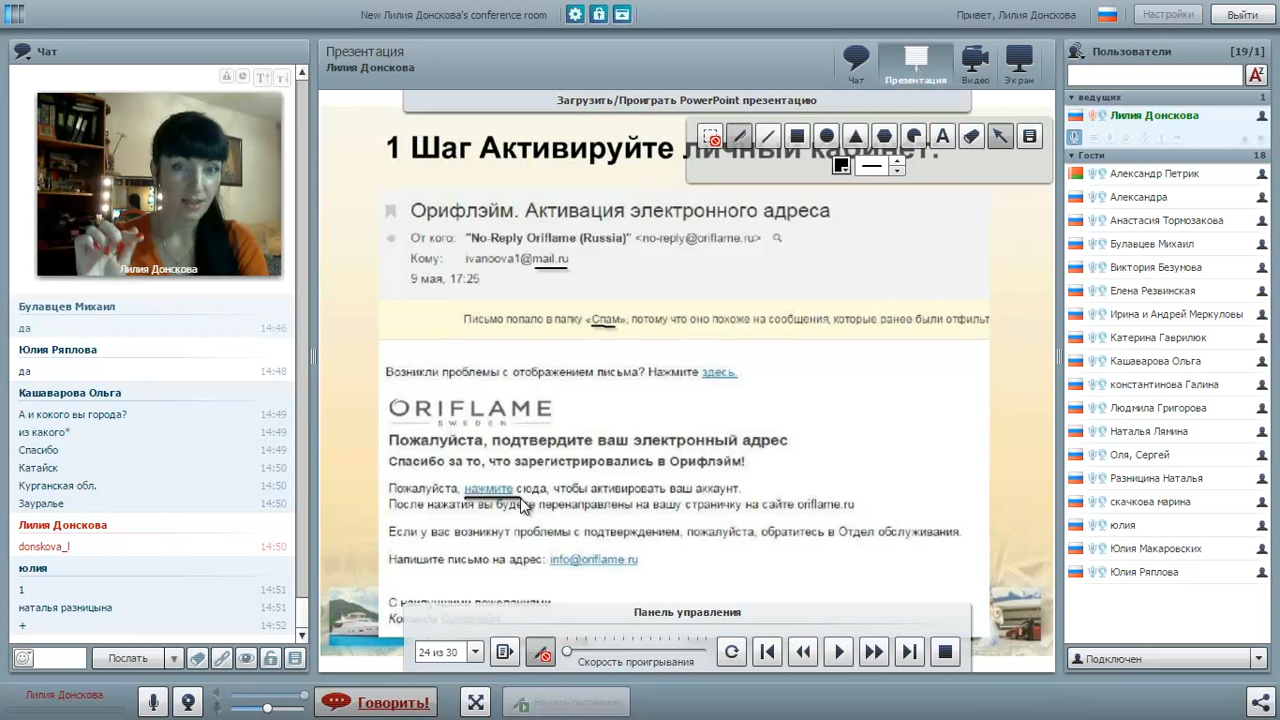 New Лилия Донскова's conference room
Привет, Лилия Донскова
Настройки
Выйти
Чат
Лилия Донскова
Булавцев Михаил
да 14:46
Юлия Ряплова
да 14:48
Кашаварова Ольга
А и кокого вы города? 14:49
из какого* 14:49
Спасибо 14:49
Катайск 14:50
Курганская обл. 14:50
Зауралье 14:50
Лилия Донскова
donskova_l 14:50
юлия
1 14:51
наталья разницына 14:51
+ 14:52
Послать
Презентация
Лилия Донскова
Чат
Презентация
Видео
Экран
Загрузить/Проиграть PowerPoint презентацию
1 Шаг Активируйте личный кабинет.
Орифлэйм. Активация электронного адреса
От кого: "No-Reply Oriflame (Russia)" <no-reply@oriflame.ru>
Кому: ivanoova1@mail.ru
9 мая, 17:25
Письмо попало в папку «Спам», потому что оно похоже на сообщения, которые ранее были отфильт
Возникли проблемы с отображением письма? Нажмите здесь.
ORIFLAME
SWEDEN
Пожалуйста, подтвердите ваш электронный адрес
Спасибо за то, что зарегистрировались в Орифлэйм!
Пожалуйста, нажмите сюда, чтобы активировать ваш аккаунт.
После нажатия вы будете перенаправлены на вашу страничку на сайте oriflame.ru
Если у вас возникнут проблемы с подтверждением, пожалуйста, обратитесь в Отдел обслуживания.
Напишите письмо на адрес: info@oriflame.ru
С наилучшими пожеланиями
Панель управления
24 из 30
Скорость проигрывания
Пользователи [19/1]
ведущих 1
Лилия Донскова
Гости 18
Александр Петрик
Александра
Анастасия Тормозакова
Булавцев Михаил
Виктория Безумова
Елена Резвинская
Ирина и Андрей Меркуловы
Катерина Гаврилюк
Кашаварова Ольга
константинова Галина
Людмила Григорова
Наталья Лямина
Оля, Сергей
Разницына Наталья
скачкова марина
юлия
Юлия Макаровских
Юлия Ряплова
Подключен
Лилия Донскова
Говорить!